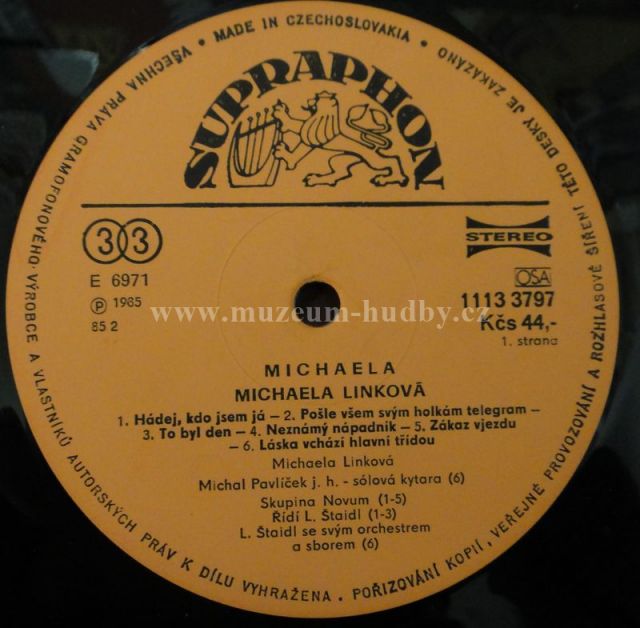 VŠECHNA PRÁVA GRAMOFONOVÉHO VÝROBCE A VLASTNÍKŮ AUTORSKÝCH PRÁV K DÍLU VYHRAŽENA • POŘIZOVÁNÍ KOPIÍ, VEŘEJNÉ PROVOZOVÁNÍ A ROZHLASOVÉ ŠÍŘENÍ TÉTO DESKY JE ZAKÁZÁNO • MADE IN CZECHOSLOVAKIA •
SUPRAPHON
33
STEREO
E 6971
OSA
Ⓟ 1985
1113 3797
85 2
Kčs 44,-
1. strana
www.muzeum-hudby.cz
MICHAELA
MICHAELA LINKOVÁ
1. Hádej, kdo jsem já – 2. Pošle všem svým holkám telegram –
3. To byl den – 4. Neznámý nápadník – 5. Zákaz vjezdu
– 6. Láska vchází hlavní třídou
Michaela Linková
Michal Pavlíček j. h. - sólová kytara (6)
Skupina Novum (1-5)
Řídí L. Štaidl (1-3)
L. Štaidl se svým orchestrem
a sborem (6)